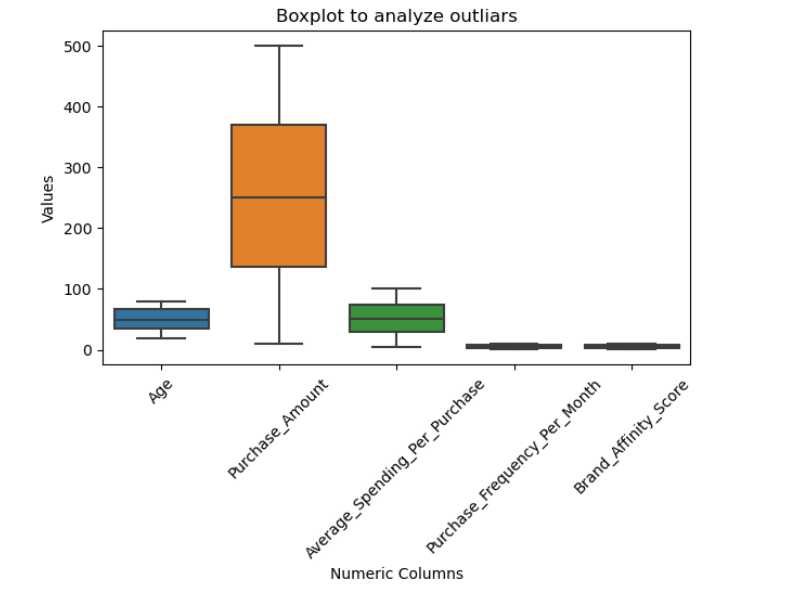 Boxplot to analyze outliars
500
400
300
200
100
0
Values
Age
Purchase_Amount
Average_Spending_Per_Purchase
Purchase_Frequency_Per_Month
Brand_Affinity_Score
Numeric Columns